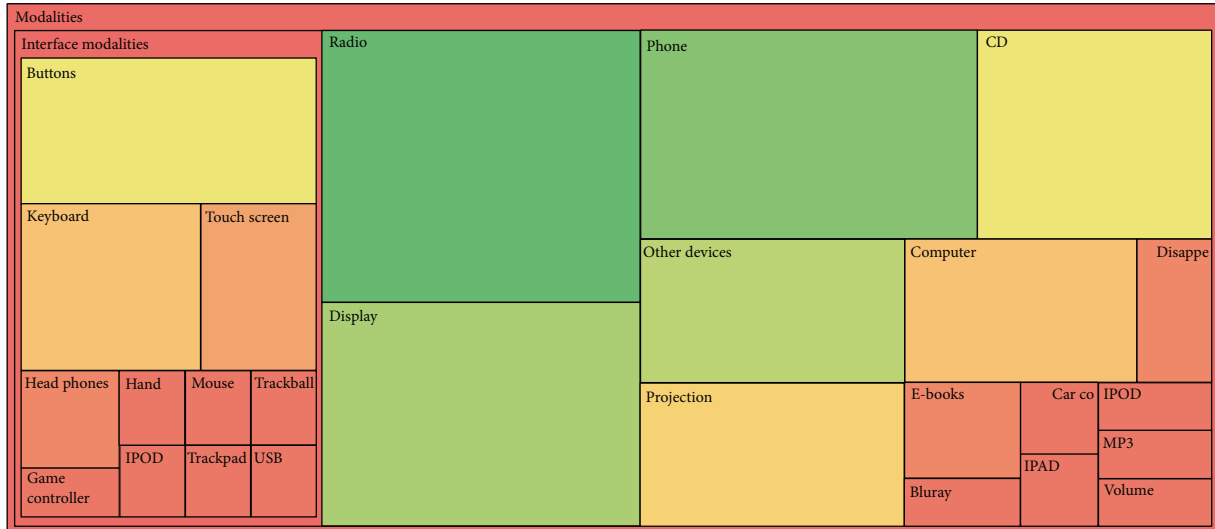 Modalities
Interface modalities
Radio
Phone
CD
Buttons
Keyboard
Touch screen
Other devices
Computer
Disappe
Display
Head phones
Hand
Mouse
Trackball
Projection
E-books
Car co
IPOD
MP3
IPOD
Trackpad
USB
IPAD
Game
controller
Bluray
Volume